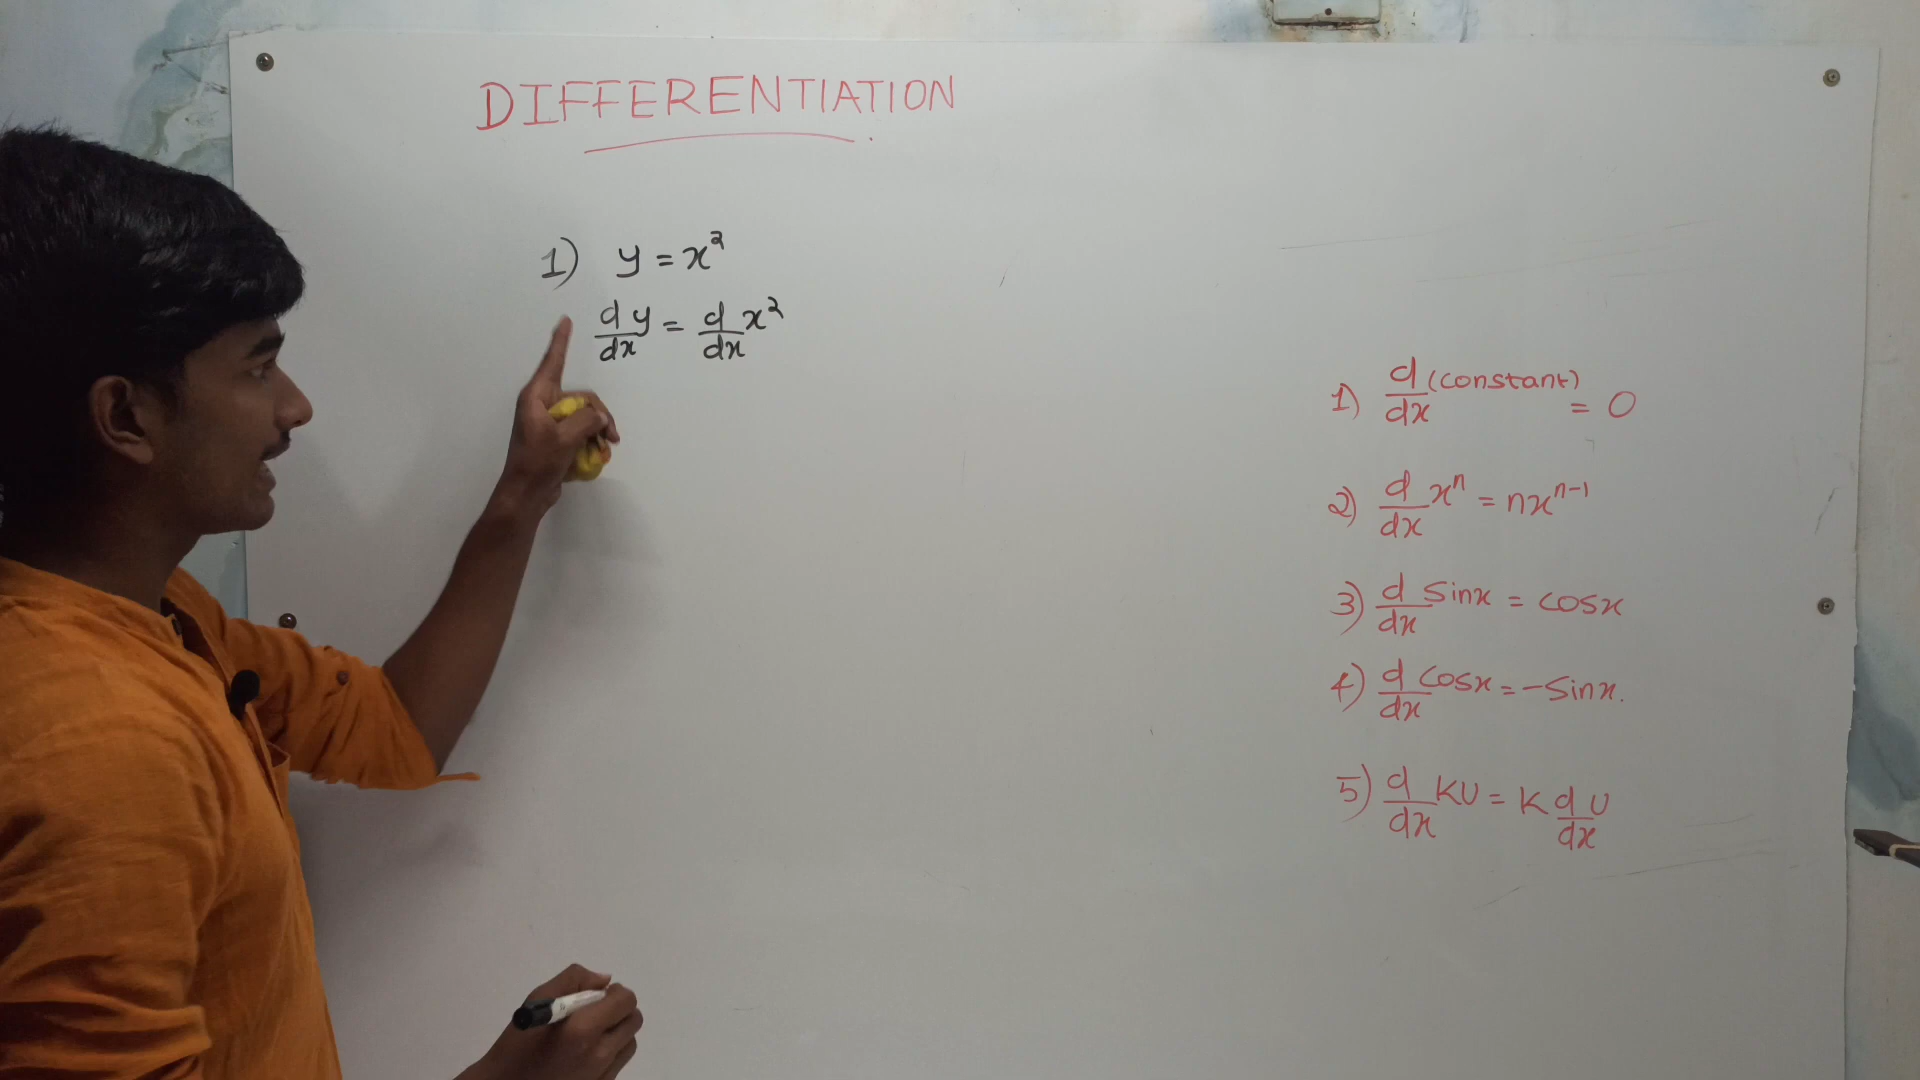 DIFFERENTIATION
1) y = x²
d/dx y = d/dx x²
1) d/dx (constant) = 0
2) d/dx xⁿ = nxⁿ⁻¹
3) d/dx Sinx = cosx
4) d/dx Cosx = -Sinx.
5) d/dx KU = K d/dx U